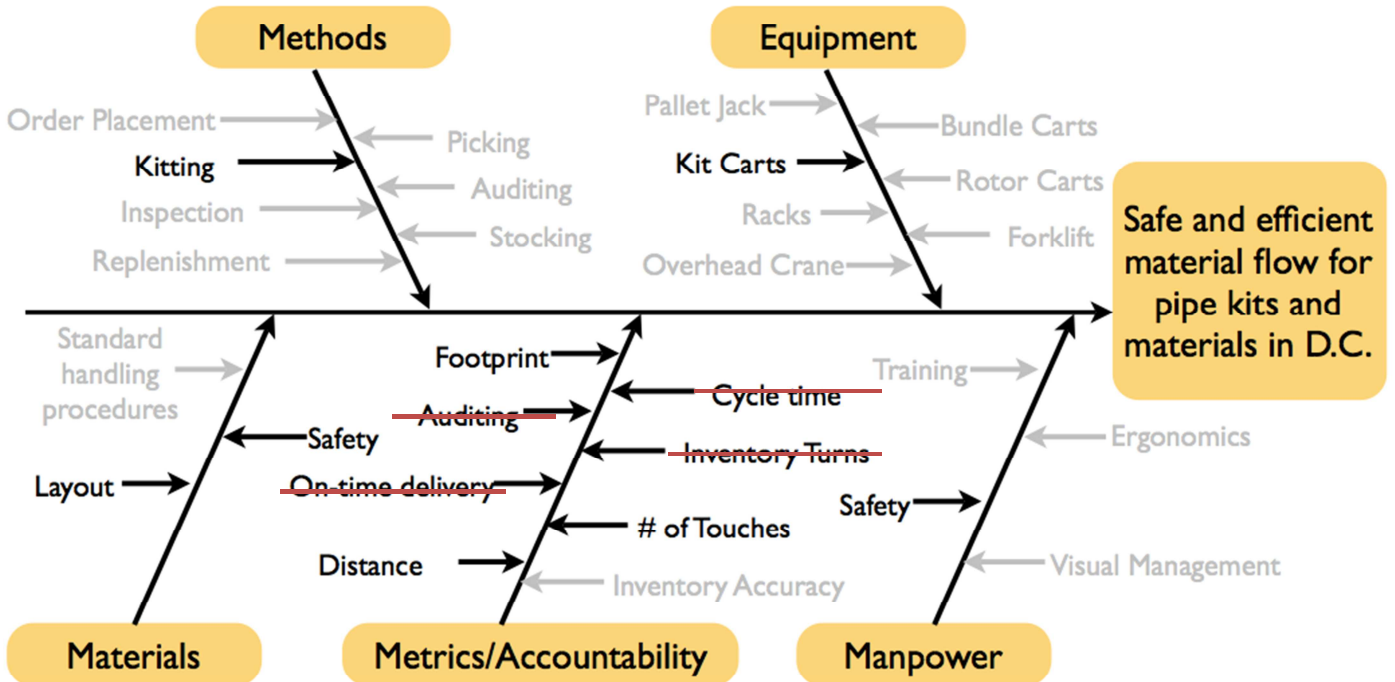 Methods
Equipment
Order Placement
Picking
Kitting
Auditing
Inspection
Stocking
Replenishment
Pallet Jack
Bundle Carts
Kit Carts
Rotor Carts
Racks
Forklift
Overhead Crane
Safe and efficient
material flow for
pipe kits and
materials in D.C.
Standard
handling
procedures
Safety
Layout
Footprint
Cycle time
Auditing
Inventory Turns
On-time delivery
# of Touches
Distance
Inventory Accuracy
Training
Ergonomics
Safety
Visual Management
Materials
Metrics/Accountability
Manpower